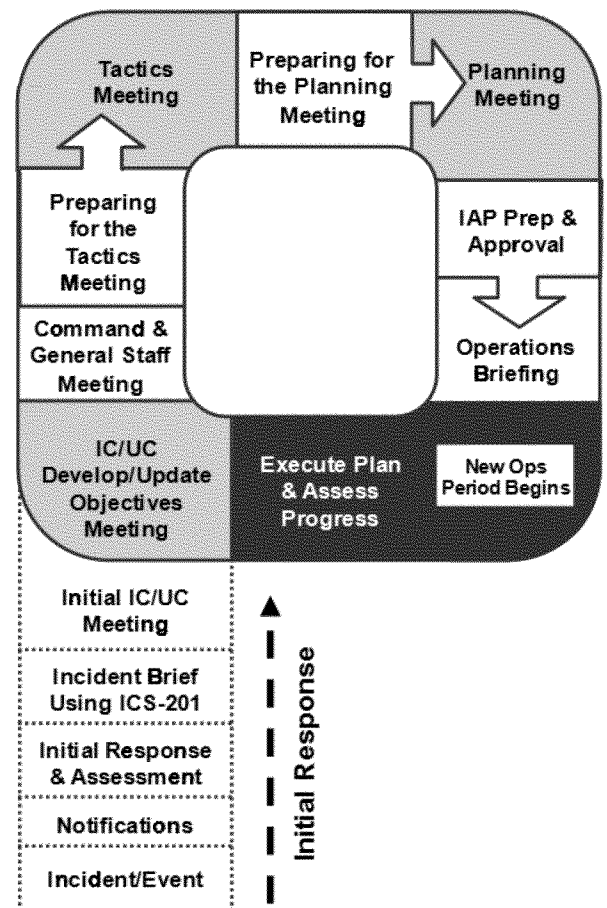 Tactics
Meeting
Preparing for
the Planning
Meeting
Planning
Meeting
Preparing
for the
Tactics
Meeting
IAP Prep &
Approval
Command &
General Staff
Meeting
Operations
Briefing
IC/UC
Develop/Update
Objectives
Meeting
Execute Plan
& Assess
Progress
New Ops
Period Begins
Initial IC/UC
Meeting
Incident Brief
Using ICS-201
Initial Response
& Assessment
Notifications
Incident/Event
Initial Response